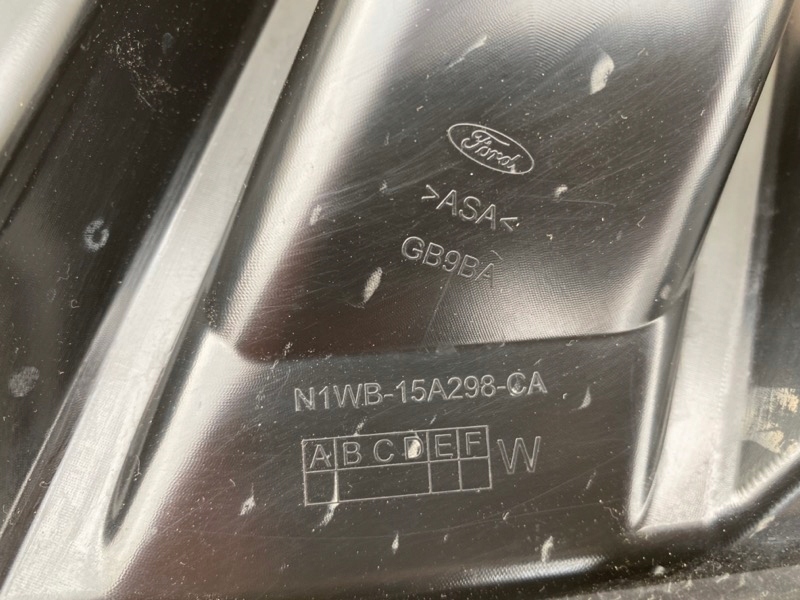 Ford
>ASA<
GB9BA
N1WB-15A298-CA
A B C D E F W